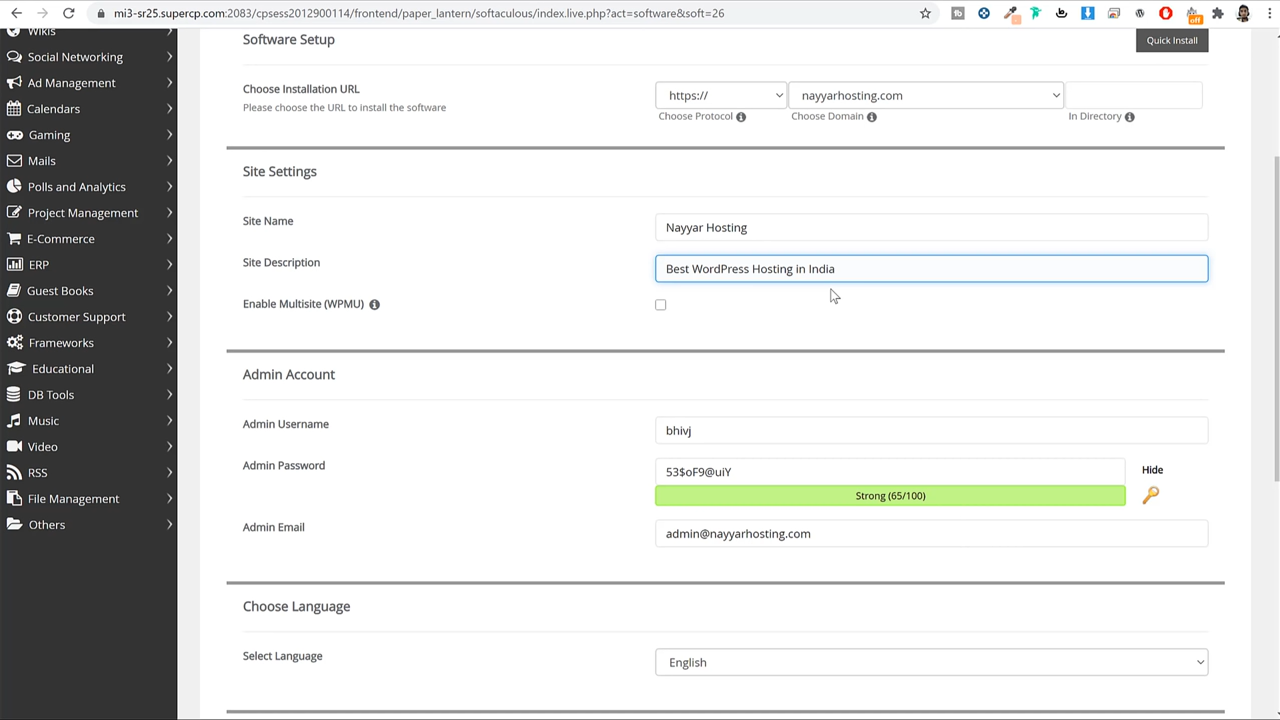 mi3-sr25.supercp.com:2083/cpsess2012900114/frontend/paper_lantern/softaculous/index.live.php?act=software&soft=26
off
Wikis
Social Networking
Ad Management
Calendars
Gaming
Mails
Polls and Analytics
Project Management
E-Commerce
ERP
Guest Books
Customer Support
Frameworks
Educational
DB Tools
Music
Video
RSS
File Management
Others
Software Setup
Quick Install
Choose Installation URL
Please choose the URL to install the software
https://
nayyarhosting.com
Choose Protocol
Choose Domain
In Directory
Site Settings
Site Name
Nayyar Hosting
Site Description
Best WordPress Hosting in India
Enable Multisite (WPMU)
Admin Account
Admin Username
bhivj
Admin Password
53$oF9@uiY
Hide
Strong (65/100)
Admin Email
admin@nayyarhosting.com
Choose Language
Select Language
English